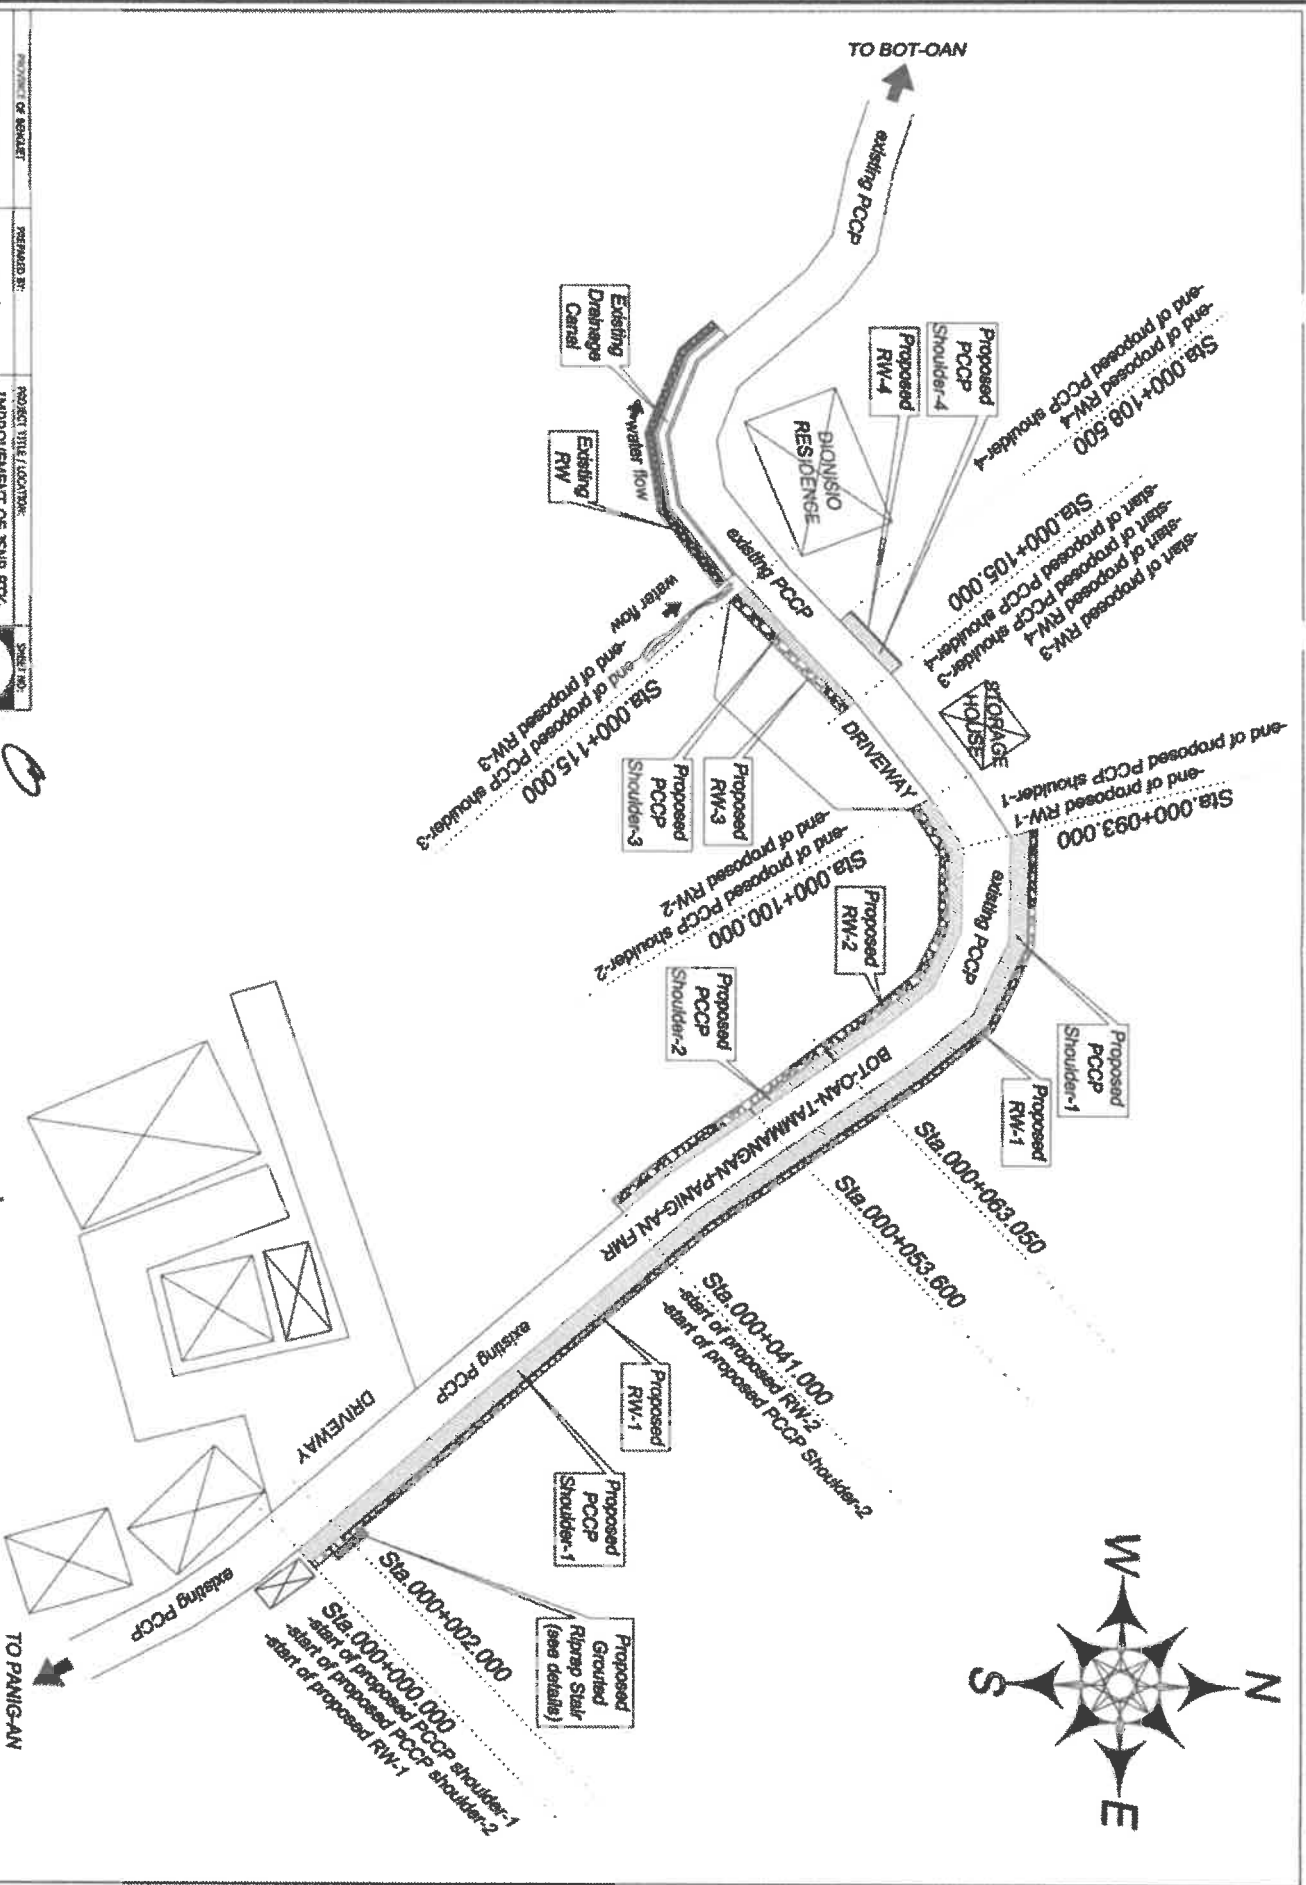 TO BOT-OAN
existing PCCP
-end of proposed PCCP shoulder-4
-end of proposed RW-4
Sta.000+108.500
Proposed
PCCP
Shoulder-4
Proposed
RW-4
Existing
Drainage
Canal
water flow
Existing
RW
DIONISIO
RESIDENCE
existing PCCP
Sta.000+105.000
-start of proposed PCCP shoulder-4
-start of proposed RW-4
-start of proposed PCCP shoulder-3
-start of proposed RW-3
STORAGE
HOUSE
-end of proposed PCCP shoulder-1
-end of proposed RW-1
Sta.000+093.000
water flow
-end of proposed RW-3
-end of proposed PCCP shoulder-3
Sta.000+115.000
Proposed
PCCP
Shoulder-3
Proposed
RW-3
DRIVEWAY
-end of proposed RW-2
-end of proposed PCCP shoulder-2
Sta.000+100.000
existing PCCP
Proposed
RW-2
Proposed
PCCP
Shoulder-2
Proposed
PCCP
Shoulder-1
Proposed
RW-1
BOT-OAN-TAMMANGAN-PANIG-AN FMR
Sta.000+063.050
Sta.000+053.600
Sta.000+041.000
-start of proposed RW-2
-start of proposed PCCP Shoulder-2
existing PCCP
Proposed
RW-1
Proposed
PCCP
Shoulder-1
DRIVEWAY
Proposed
Grouted
Riprap Stair
(see details)
Sta.000+002.000
Sta.000+000.000
-start of proposed PCCP shoulder-1
-start of proposed PCCP shoulder-2
-start of proposed RW-1
existing PCCP
TO PANIG-AN
N
W
E
S
PROVINCE OF BENGUET
PREPARED BY:
PROJECT TITLE / LOCATION:
SHEET NO.